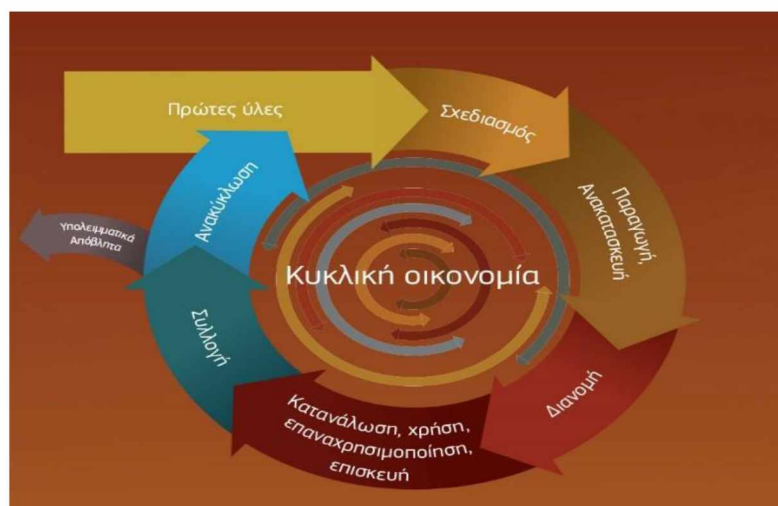 Πρώτες ύλες
Σχεδιασμός
Παραγωγή,
Ανακατασκευή
Διανομή
Κατανάλωση, χρήση,
επαναχρησιμοποίηση,
επισκευή
Συλλογή
Ανακύκλωση
Υπολειμματικά
Απόβλητα
Κυκλική οικονομία